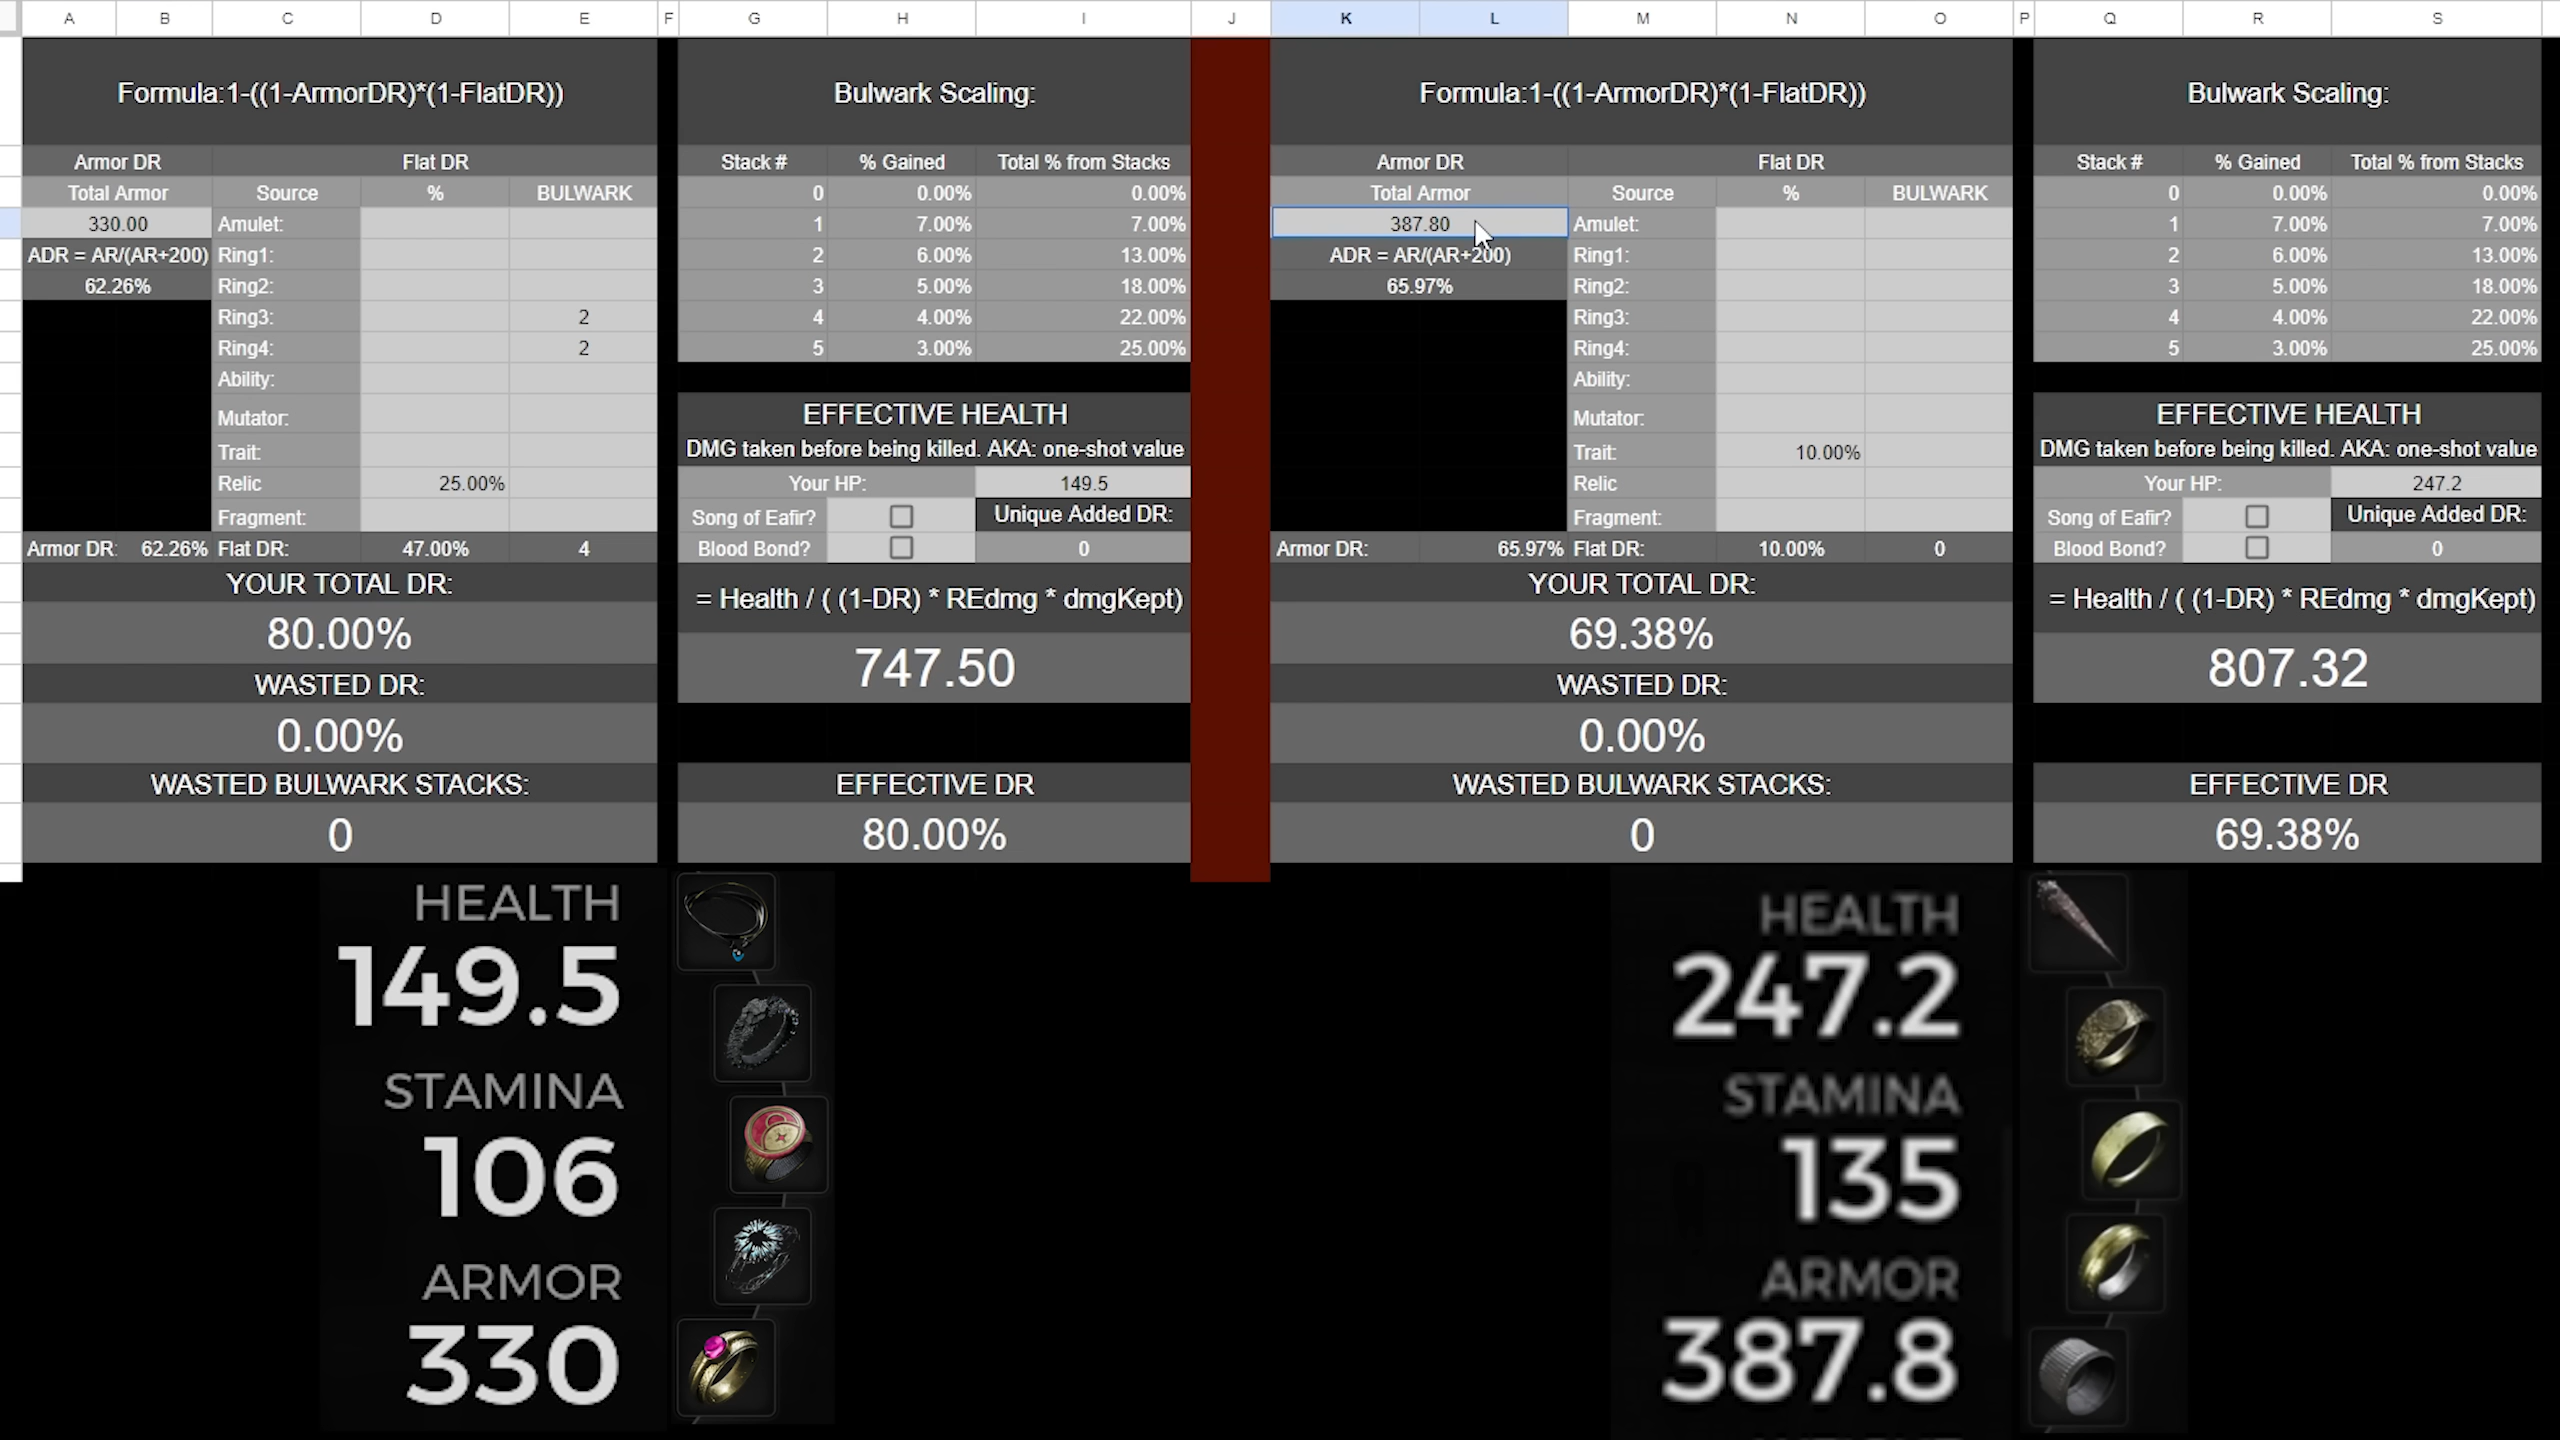 A B C D E F G H I J K L M N O P Q R S
Formula:1-((1-ArmorDR)*(1-FlatDR))
Armor DR Flat DR
Total Armor Source % BULWARK
330.00 Amulet:
ADR = AR/(AR+200) Ring1:
62.26% Ring2:
Ring3: 2
Ring4: 2
Ability:
Mutator:
Trait:
Relic 25.00%
Fragment:
Armor DR: 62.26% Flat DR: 47.00% 4
YOUR TOTAL DR:
80.00%
WASTED DR:
0.00%
WASTED BULWARK STACKS:
0
Bulwark Scaling:
Stack # % Gained Total % from Stacks
0 0.00% 0.00%
1 7.00% 7.00%
2 6.00% 13.00%
3 5.00% 18.00%
4 4.00% 22.00%
5 3.00% 25.00%
EFFECTIVE HEALTH
DMG taken before being killed. AKA: one-shot value
Your HP: 149.5
Song of Eafir? Unique Added DR:
Blood Bond? 0
= Health / ( (1-DR) * REdmg * dmgKept)
747.50
EFFECTIVE DR
80.00%
Formula:1-((1-ArmorDR)*(1-FlatDR))
Armor DR Flat DR
Total Armor Source % BULWARK
387.80 Amulet:
ADR = AR/(AR+200) Ring1:
65.97% Ring2:
Ring3:
Ring4:
Ability:
Mutator:
Trait: 10.00%
Relic
Fragment:
Armor DR: 65.97% Flat DR: 10.00% 0
YOUR TOTAL DR:
69.38%
WASTED DR:
0.00%
WASTED BULWARK STACKS:
0
Bulwark Scaling:
Stack # % Gained Total % from Stacks
0 0.00% 0.00%
1 7.00% 7.00%
2 6.00% 13.00%
3 5.00% 18.00%
4 4.00% 22.00%
5 3.00% 25.00%
EFFECTIVE HEALTH
DMG taken before being killed. AKA: one-shot value
Your HP: 247.2
Song of Eafir? Unique Added DR:
Blood Bond? 0
= Health / ( (1-DR) * REdmg * dmgKept)
807.32
EFFECTIVE DR
69.38%
HEALTH
149.5
STAMINA
106
ARMOR
330
HEALTH
247.2
STAMINA
135
ARMOR
387.8